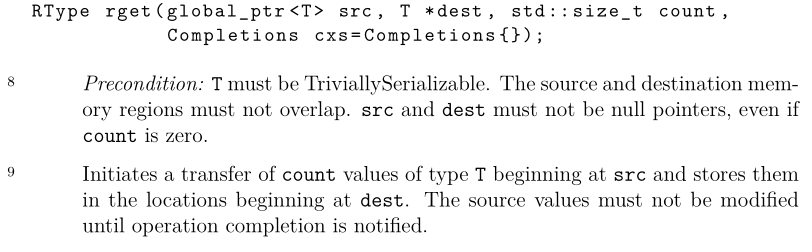 RType rget(global_ptr<T> src, T *dest, std::size_t count,
Completions cxs=Completions{});
8 Precondition: T must be TriviallySerializable. The source and destination mem-
ory regions must not overlap. src and dest must not be null pointers, even if
count is zero.
9 Initiates a transfer of count values of type T beginning at src and stores them
in the locations beginning at dest. The source values must not be modified
until operation completion is notified.